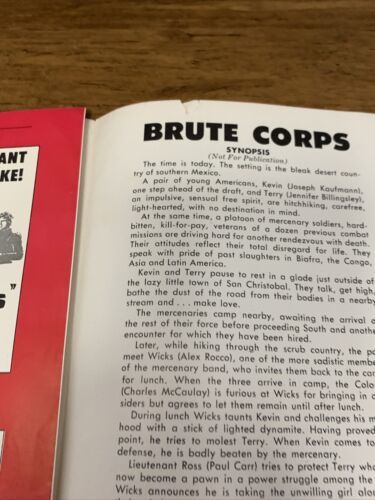 ANT
KE!
"
S
BRUTE CORPS
SYNOPSIS
(Not For Publication)
The time is today. The setting is the bleak desert coun-
try of southern Mexico.
A pair of young Americans, Kevin (Joseph Kaufmann),
one step ahead of the draft, and Terry (Jennifer Billingsley),
an impulsive, sensual free spirit, are hitchhiking, carefree,
light-hearted, with no destination in mind.
At the same time, a platoon of mercenary soldiers, hard-
bitten, kill-for-pay, veterans of a dozen previous combat
missions are driving hard for another rendezvous with death.
Their attitudes reflect their total disregard for life. They
speak with pride of past slaughters in Biafra, the Congo,
Asia and Latin America.
Kevin and Terry pause to rest in a glade just outside of
the lazy little town of San Christobal. They talk, get high,
bathe the dust of the road from their bodies in a nearby
stream and . . . make love.
The mercenaries camp nearby, awaiting the arrival
the rest of their force before proceeding South and
encounter for which they have been hired.
Later, while hiking through the scrub country, the
meet Wicks (Alex Rocco), one of the more sadistic
of the mercenary band, who invites them back to the
for lunch. When the three arrive in camp, the
(Charles McCaulay) is furious at Wicks for bringing in
siders but agrees to let them remain until after lunch.
During lunch Wicks taunts Kevin and challenges his
hood with a stick of lighted dynamite. Having proved
point, he tries to molest Terry. When Kevin comes to
defense, he is badly beaten by the mercenary.
Lieutenant Ross (Paul Carr) tries to protect Terry
now become a pawn in a power struggle among the
Wicks announces he is taking the unwilling girl